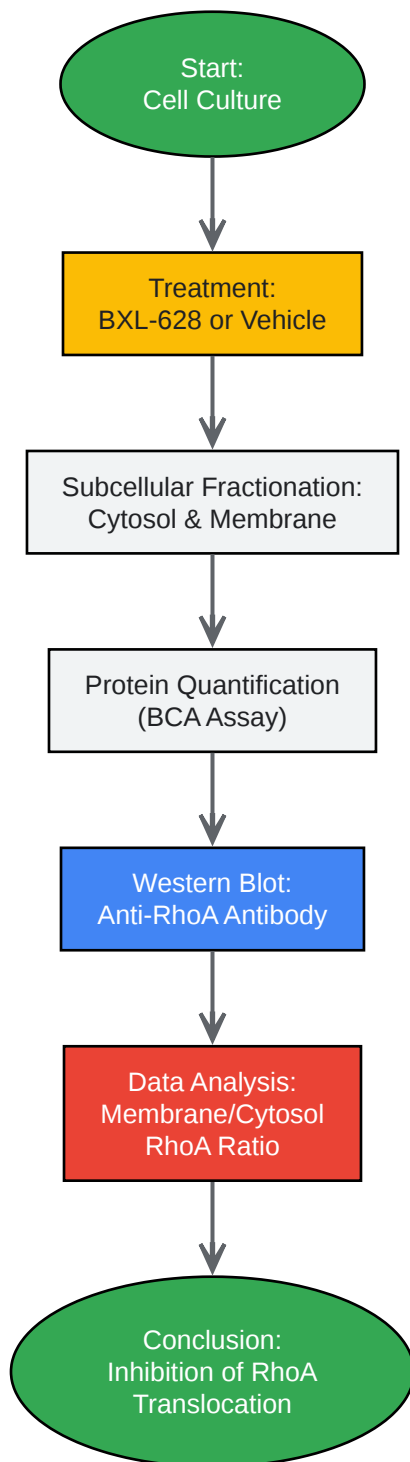 Start:
Cell Culture
Treatment:
BXL-628 or Vehicle
Subcellular Fractionation:
Cytosol & Membrane
Protein Quantification
(BCA Assay)
Western Blot:
Anti-RhoA Antibody
Data Analysis:
Membrane/Cytosol
RhoA Ratio
Conclusion:
Inhibition of RhoA
Translocation